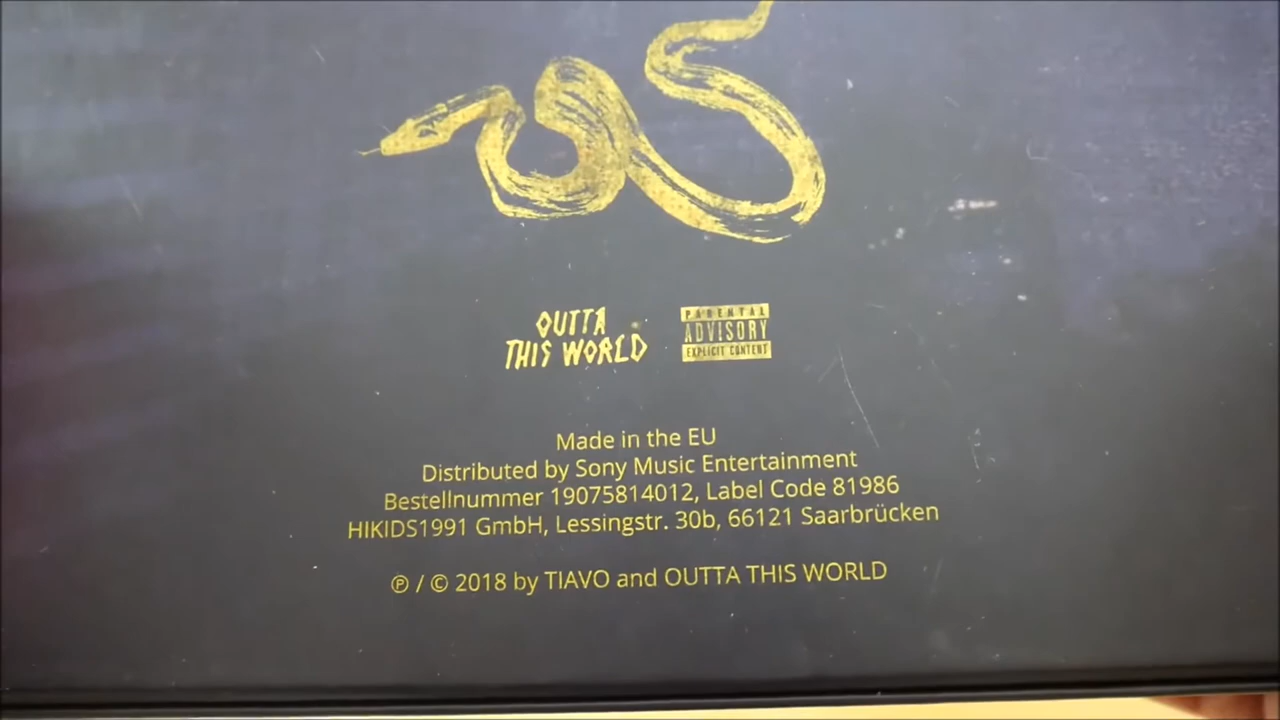 OUTTA
THIS WORLD
PARENTAL
ADVISORY
EXPLICIT CONTENT
Made in the EU
Distributed by Sony Music Entertainment
Bestellnummer 19075814012, Label Code 81986
HIKIDS1991 GmbH, Lessingstr. 30b, 66121 Saarbrücken
℗ / © 2018 by TIAVO and OUTTA THIS WORLD